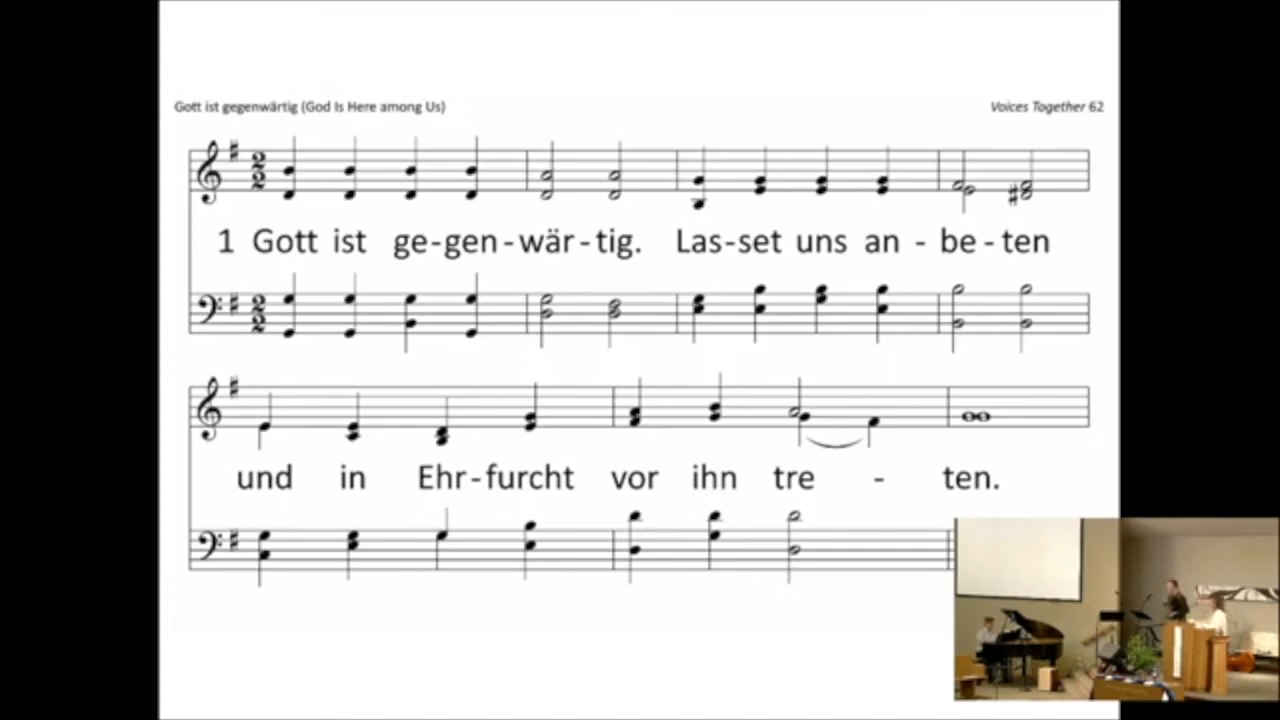 Gott ist gegenwärtig (God Is Here among Us)
Voices Together 62
1 Gott ist ge-gen-wär-tig. Las-set uns an - be-ten
und in Ehr-furcht vor ihn tre - ten.